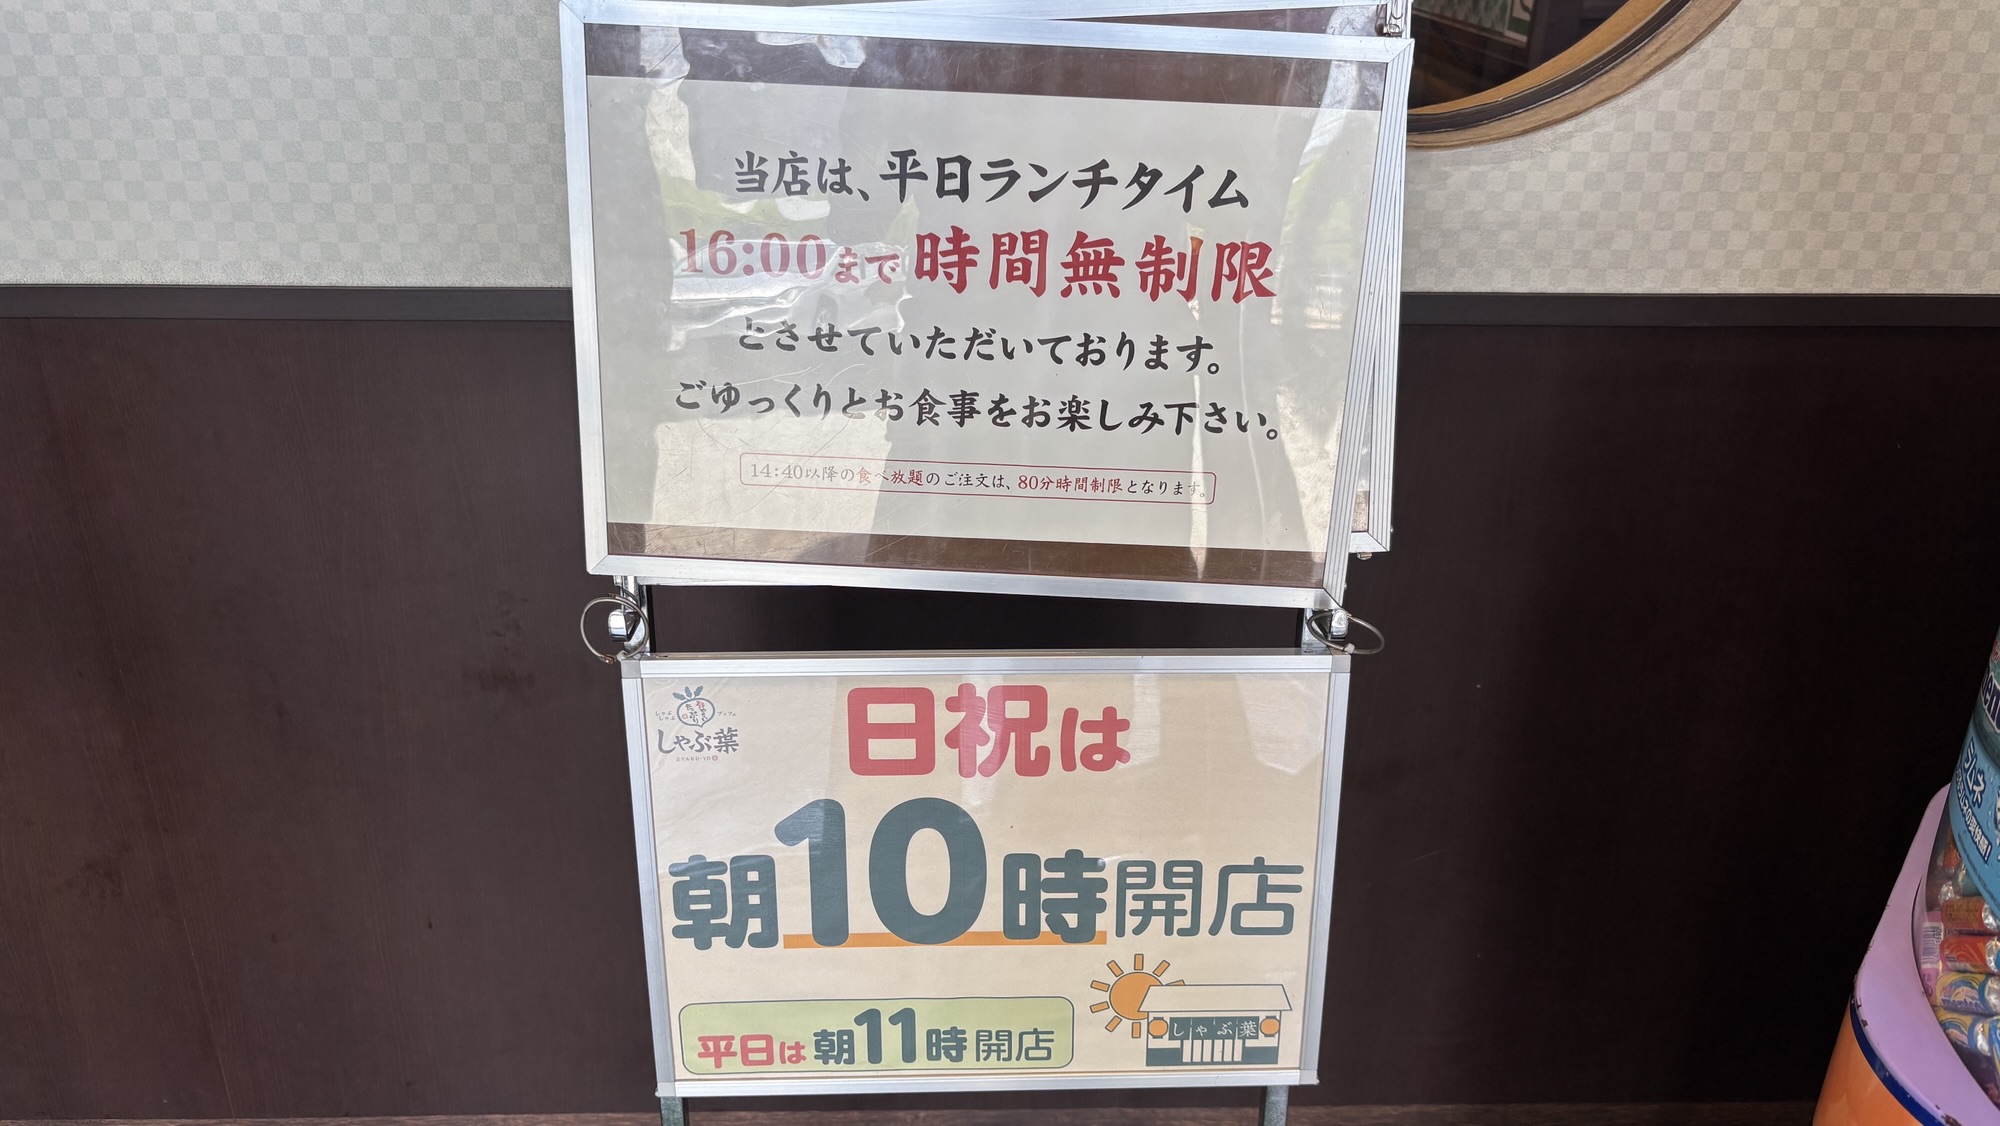 当店は、平日ランチタイム
16:00まで時間無制限
とさせていただいております。
ごゆっくりとお食事をお楽しみ下さい。
14:40以降の食べ放題のご注文は、80分時間制限となります。
しゃぶ葉
日祝は
朝10時開店
平日は朝11時開店
しゃぶ葉
ラムネ